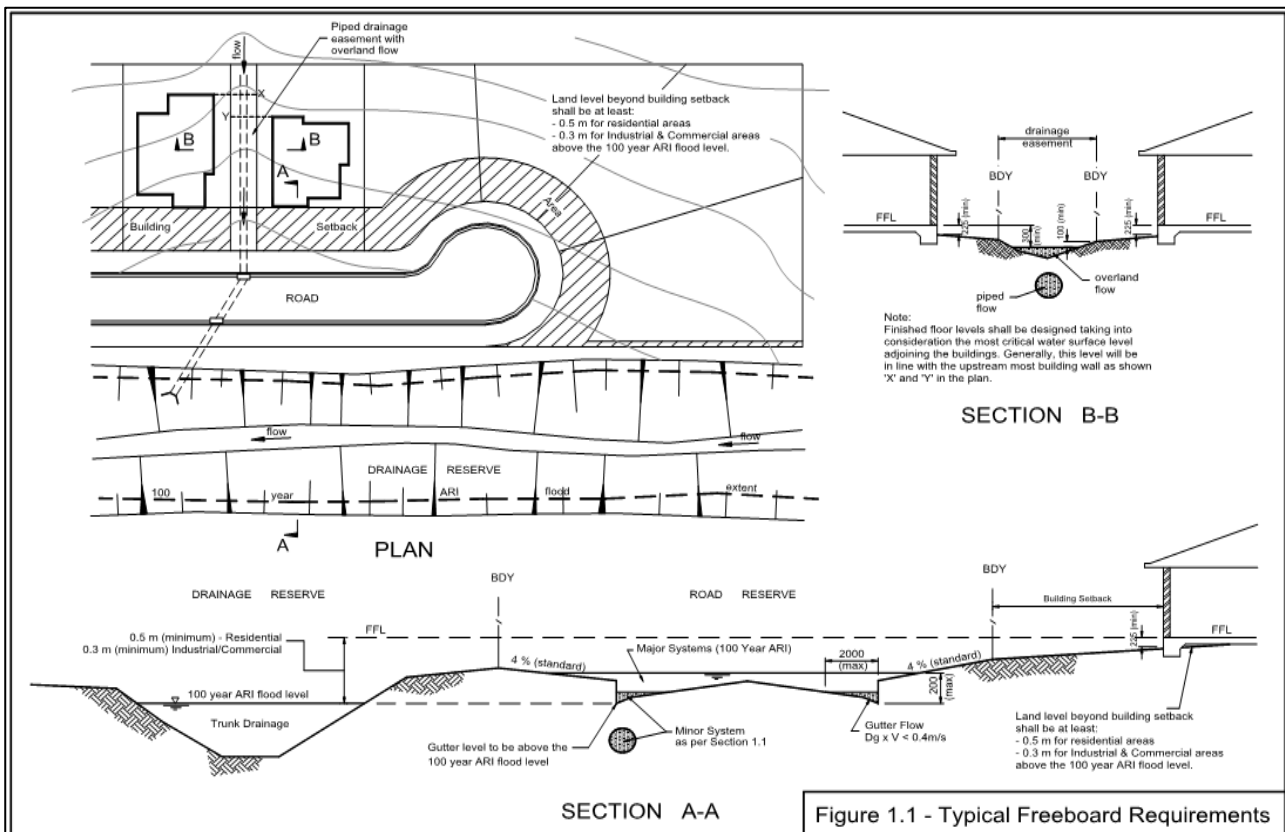 Piped drainage
easement with
overland flow
flow
X
Y
B
B
A
Land level beyond building setback
shall be at least:
- 0.5 m for residential areas
- 0.3 m for Industrial & Commercial areas
above the 100 year ARI flood level.
Area
Building
Setback
ROAD
flow
flow
DRAINAGE RESERVE
100 year ARI flood extent
A
PLAN
drainage
easement
BDY
BDY
FFL
FFL
225 (min)
300 (min)
100 (min)
225 (min)
overland
flow
piped
flow
Note:
Finished floor levels shall be designed taking into
consideration the most critical water surface level
adjoining the buildings. Generally, this level will be
in line with the upstream most building wall as shown
'X' and 'Y' in the plan.
SECTION B-B
DRAINAGE RESERVE
BDY
ROAD RESERVE
BDY
Building Setback
0.5 m (minimum) - Residential
0.3 m (minimum) Industrial/Commercial
FFL
FFL
225 (min)
4 % (standard)
Major Systems (100 Year ARI)
2000
(max)
4 % (standard)
200
(max)
100 year ARI flood level
Trunk Drainage
Gutter level to be above the
100 year ARI flood level
Minor System
as per Section 1.1
Gutter Flow
Dg x V < 0.4m/s
Land level beyond building setback
shall be at least:
- 0.5 m for residential areas
- 0.3 m for Industrial & Commercial areas
above the 100 year ARI flood level.
SECTION A-A
Figure 1.1 - Typical Freeboard Requirements